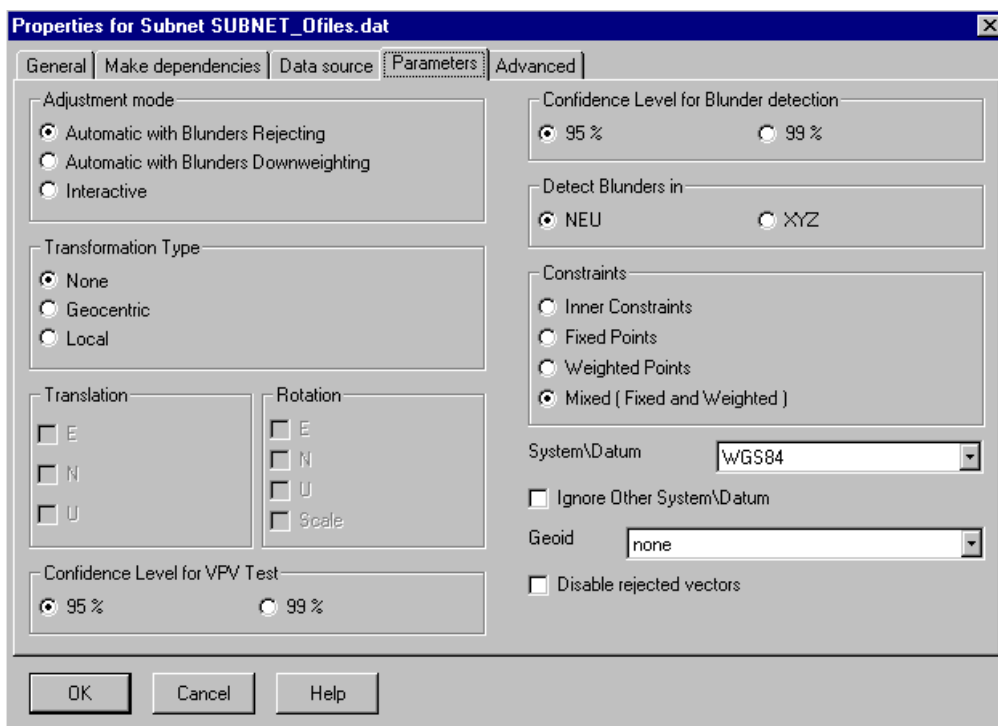 Properties for Subnet SUBNET_Ofiles.dat
General Make dependencies Data source Parameters Advanced
Adjustment mode
Automatic with Blunders Rejecting
Automatic with Blunders Downweighting
Interactive
Transformation Type
None
Geocentric
Local
Translation
E
N
U
Rotation
E
N
U
Scale
Confidence Level for VPV Test
95 % 99 %
Confidence Level for Blunder detection
95 % 99 %
Detect Blunders in
NEU XYZ
Constraints
Inner Constraints
Fixed Points
Weighted Points
Mixed ( Fixed and Weighted )
System\Datum WGS84
Ignore Other System\Datum
Geoid none
Disable rejected vectors
OK Cancel Help